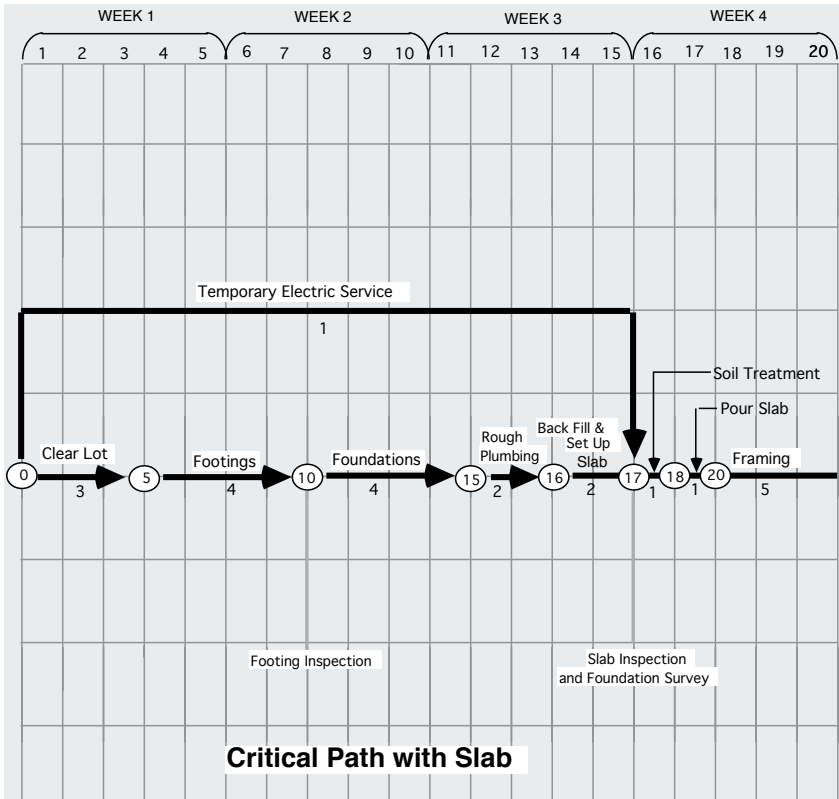 WEEK 1 WEEK 2 WEEK 3 WEEK 4
1 2 3 4 5 6 7 8 9 10 11 12 13 14 15 16 17 18 19 20
Temporary Electric Service
1
Soil Treatment
Pour Slab
Clear Lot
Footings
Foundations
Rough
Plumbing
Back Fill &
Set Up
Slab
Framing
0 5 10 15 16 17 18 20
3 4 4 2 2 1 1 5
Footing Inspection
Slab Inspection
and Foundation Survey
Critical Path with Slab